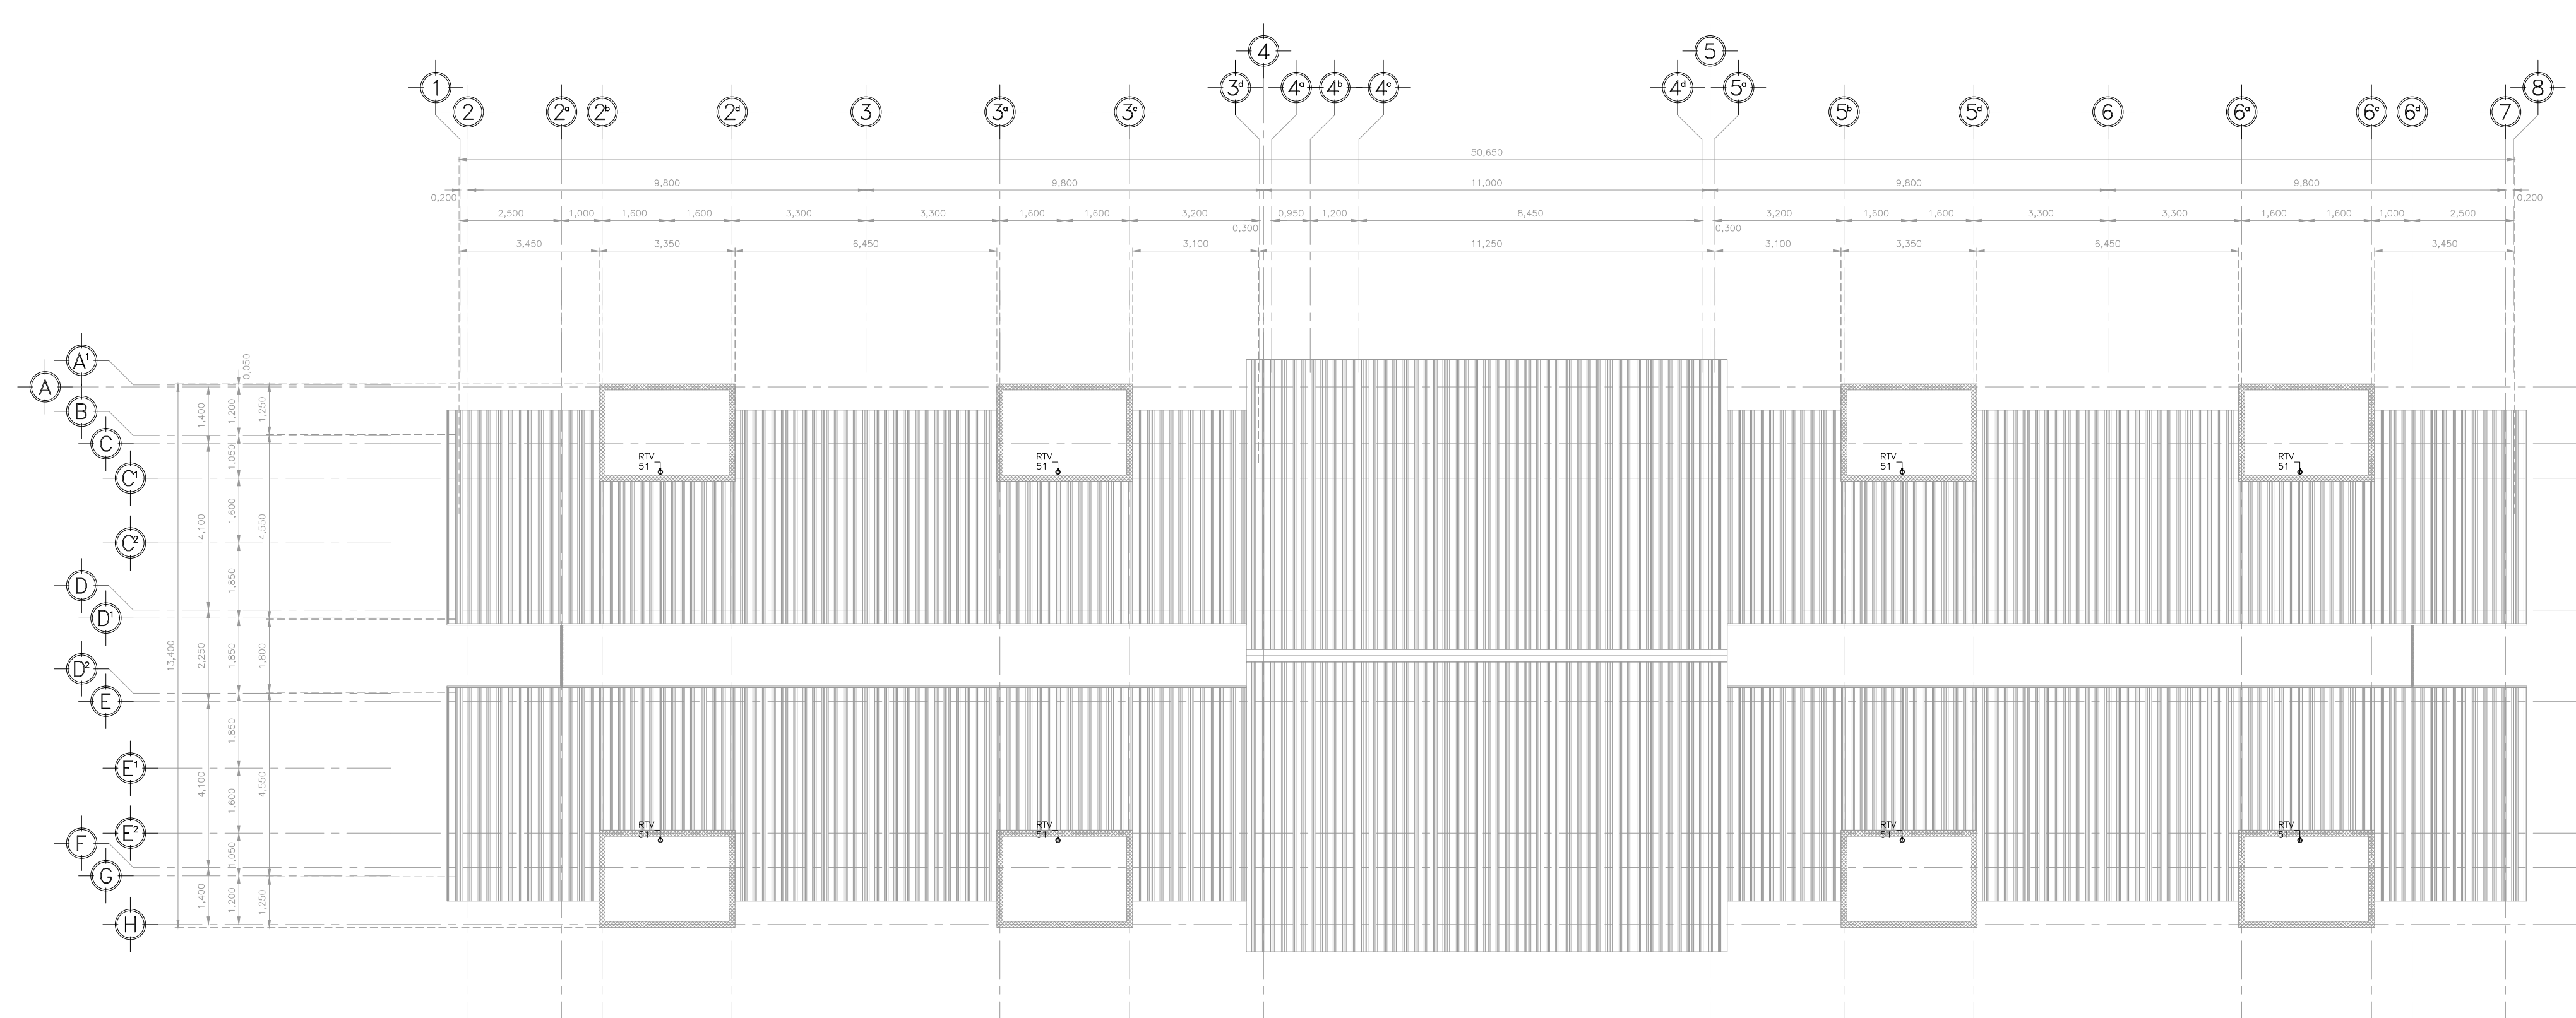 4
5
1
3ᵈ
4ᵃ
4ᵇ
4ᶜ
4ᵈ
5ᵃ
8
2
2ᵃ
2ᵇ
2ᵈ
3
3ᵃ
3ᶜ
5ᵇ
5ᵈ
6
6ᵃ
6ᶜ
6ᵈ
7
50,650
9,800
9,800
11,000
9,800
9,800
0,200
0,200
2,500
1,000
1,600
1,600
3,300
3,300
1,600
1,600
3,200
0,950
1,200
8,450
3,200
1,600
1,600
3,300
3,300
1,600
1,600
1,000
2,500
0,300
0,300
3,450
3,350
6,450
3,100
11,250
3,100
3,350
6,450
3,350
3,450
A¹
A
B
C
C¹
C²
D
D¹
D²
E
E¹
E²
F
G
H
13,400
1,400
4,100
2,250
4,100
1,400
0,050
1,200
1,050
1,600
1,850
1,850
1,850
1,600
1,050
1,200
1,250
4,550
1,800
4,550
1,250
RTV
51
RTV
51
RTV
51
RTV
51
RTV
51
RTV
51
RTV
51
RTV
51